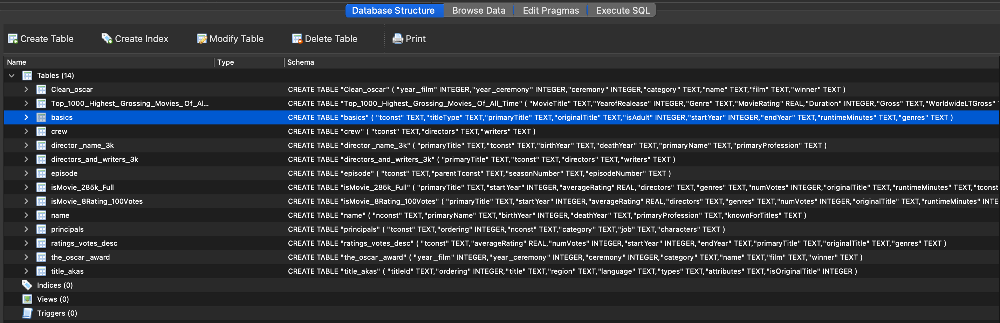 Database Structure Browse Data Edit Pragmas Execute SQL
Create Table Create Index Modify Table Delete Table Print
Name Type Schema
Tables (14)
Clean_oscar CREATE TABLE "Clean_oscar" ( "year_film" INTEGER,"year_ceremony" INTEGER,"ceremony" INTEGER,"category" TEXT,"name" TEXT,"film" TEXT,"winner" TEXT )
Top_1000_Highest_Grossing_Movies_Of_Al... CREATE TABLE "Top_1000_Highest_Grossing_Movies_Of_All_Time" ( "MovieTitle" TEXT,"YearofRealease" INTEGER,"Genre" TEXT,"MovieRating" REAL,"Duration" INTEGER,"Gross" TEXT,"WorldwideLTGross"
basics CREATE TABLE "basics" ( "tconst" TEXT,"titleType" TEXT,"primaryTitle" TEXT,"originalTitle" TEXT,"isAdult" INTEGER,"startYear" INTEGER,"endYear" TEXT,"runtimeMinutes" TEXT,"genres" TEXT )
crew CREATE TABLE "crew" ( "tconst" TEXT,"directors" TEXT,"writers" TEXT )
director_name_3k CREATE TABLE "director_name_3k" ( "primaryTitle" TEXT,"tconst" TEXT,"birthYear" TEXT,"deathYear" TEXT,"primaryName" TEXT,"primaryProfession" TEXT )
directors_and_writers_3k CREATE TABLE "directors_and_writers_3k" ( "primaryTitle" TEXT,"tconst" TEXT,"directors" TEXT,"writers" TEXT )
episode CREATE TABLE "episode" ( "tconst" TEXT,"parentTconst" TEXT,"seasonNumber" TEXT,"episodeNumber" TEXT )
isMovie_285k_Full CREATE TABLE "isMovie_285k_Full" ( "primaryTitle" TEXT,"startYear" INTEGER,"averageRating" REAL,"directors" TEXT,"genres" TEXT,"numVotes" INTEGER,"originalTitle" TEXT,"runtimeMinutes" TEXT,"tconst"
isMovie_8Rating_100Votes CREATE TABLE "isMovie_8Rating_100Votes" ( "primaryTitle" TEXT,"startYear" INTEGER,"averageRating" REAL,"directors" TEXT,"genres" TEXT,"numVotes" INTEGER,"originalTitle" TEXT,"runtimeMinutes"
name CREATE TABLE "name" ( "nconst" TEXT,"primaryName" TEXT,"birthYear" INTEGER,"deathYear" TEXT,"primaryProfession" TEXT,"knownForTitles" TEXT )
principals CREATE TABLE "principals" ( "tconst" TEXT,"ordering" INTEGER,"nconst" TEXT,"category" TEXT,"job" TEXT,"characters" TEXT )
ratings_votes_desc CREATE TABLE "ratings_votes_desc" ( "tconst" TEXT,"averageRating" REAL,"numVotes" INTEGER,"startYear" INTEGER,"endYear" TEXT,"primaryTitle" TEXT,"originalTitle" TEXT,"genres" TEXT )
the_oscar_award CREATE TABLE "the_oscar_award" ( "year_film" INTEGER,"year_ceremony" INTEGER,"ceremony" INTEGER,"category" TEXT,"name" TEXT,"film" TEXT,"winner" TEXT )
title_akas CREATE TABLE "title_akas" ( "titleId" TEXT,"ordering" INTEGER,"title" TEXT,"region" TEXT,"language" TEXT,"types" TEXT,"attributes" TEXT,"isOriginalTitle" INTEGER )
Indices (0)
Views (0)
Triggers (0)